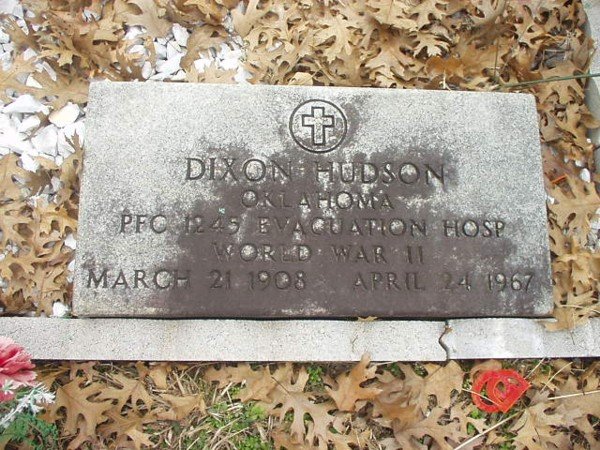 DIXON HUDSON
OKLAHOMA
PFC 1245 EVACUATION HOSP
WORLD WAR II
MARCH 21 1908 APRIL 24 1967